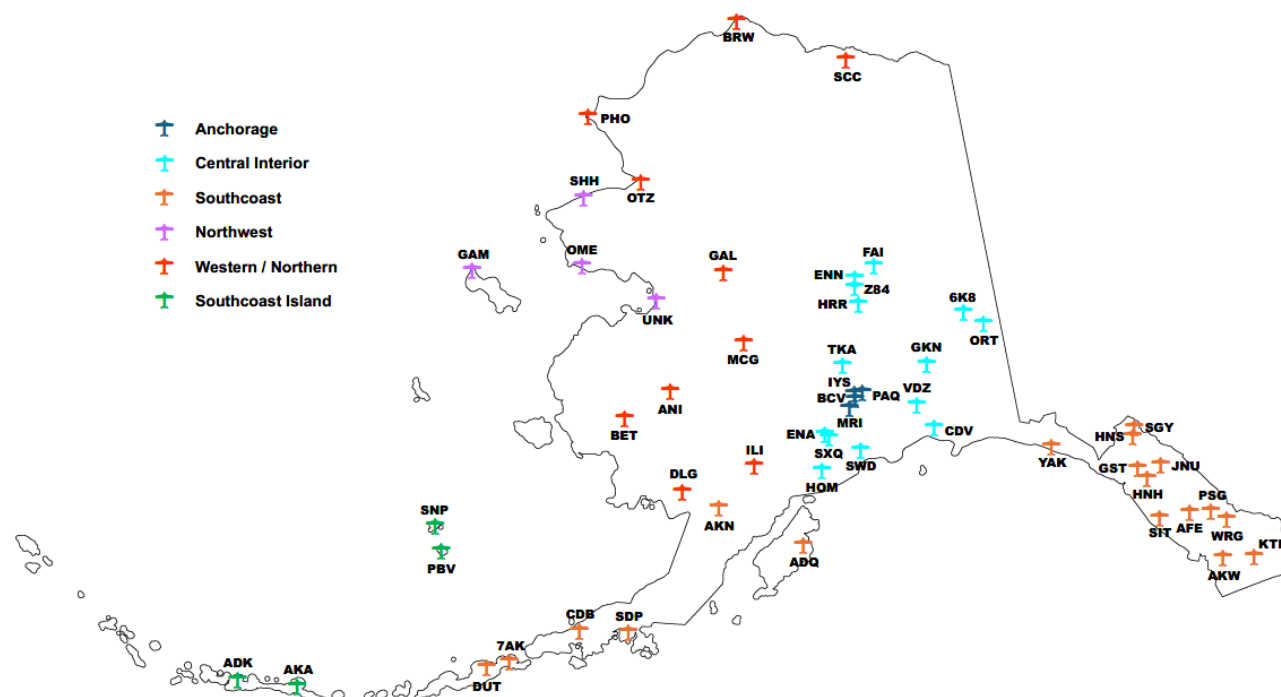 BRW
SCC
PHO
Anchorage
Central Interior
Southcoast
Northwest
Western / Northern
Southcoast Island
SHH
OTZ
GAM
OME
GAL
FAI
ENN
Z84
HRR
UNK
6K8
ORT
MCG
TKA
GKN
IYS
PAQ
BCV
VDZ
MRI
ANI
BET
ENA
SXQ
SWD
CDV
HOM
ILI
DLG
AKN
YAK
SGY
HNS
GST
JNU
HNH
PSG
SIT
AFE
WRG
KTN
AKW
SNP
PBV
ADQ
CDB
SDP
7AK
DUT
ADK
AKA